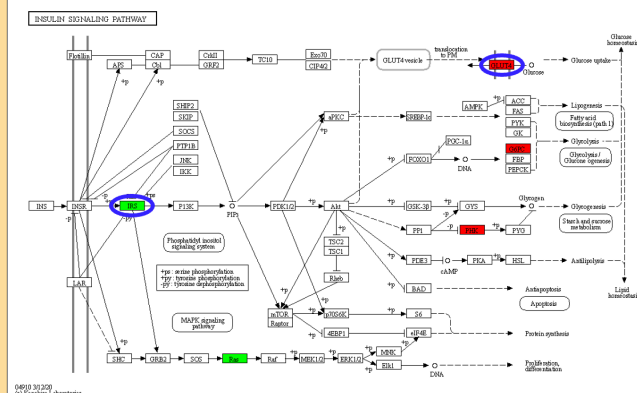 INSULIN SIGNALING PATHWAY
Flotillin
CAP
CrkII
APS
Cbl
GRF2
TC10
Exo70
CIP4/2
GLUT4 vesicle
translocation
to PM
GLUT4
Glucose
Glucose uptake
Glucose
homeostasis
+p
+p
SHIP2
SKIP
SOCS
PTP1B
JNK
IKK
aPKC
SREBP-1c
AMPK
+p
ACC
FAS
PYK
GK
G6PC
FBP
PEPCK
Lipogenesis
Fatty acid
biosynthesis (path 1)
Glycolysis
Glycolysis /
Glucone ogenesis
PGC-1α
FOXO1
DNA
INS
INSR
IRS
PI3K
PIP3
PDK1/2
Akt
GSK-3β
GYS
Glycogen
Glycogenesis
Starch and sucrose
metabolism
PP1
PHK
PYG
-p
+p
-py
Phosphatidyl inositol
signaling system
+ps : serine phosphorylation
+py : tyrosine phosphorylation
-py : tyrosine dephosphorylation
TSC2
TSC1
Rheb
PDE3
cAMP
PKA
HSL
Antilipolysis
BAD
Antiapoptosis
Apoptosis
Lipid
homeostasis
LAR
MAPK signaling
pathway
mTOR
Raptor
p70S6K
S6
4EBP1
eIF4E
Protein synthesis
SHC
GRB2
SOS
Ras
Raf
MEK1/2
ERK1/2
MNK
Elk1
DNA
Proliferation,
differentiation
04910 3/12/20
(c) Kanehisa Laboratories